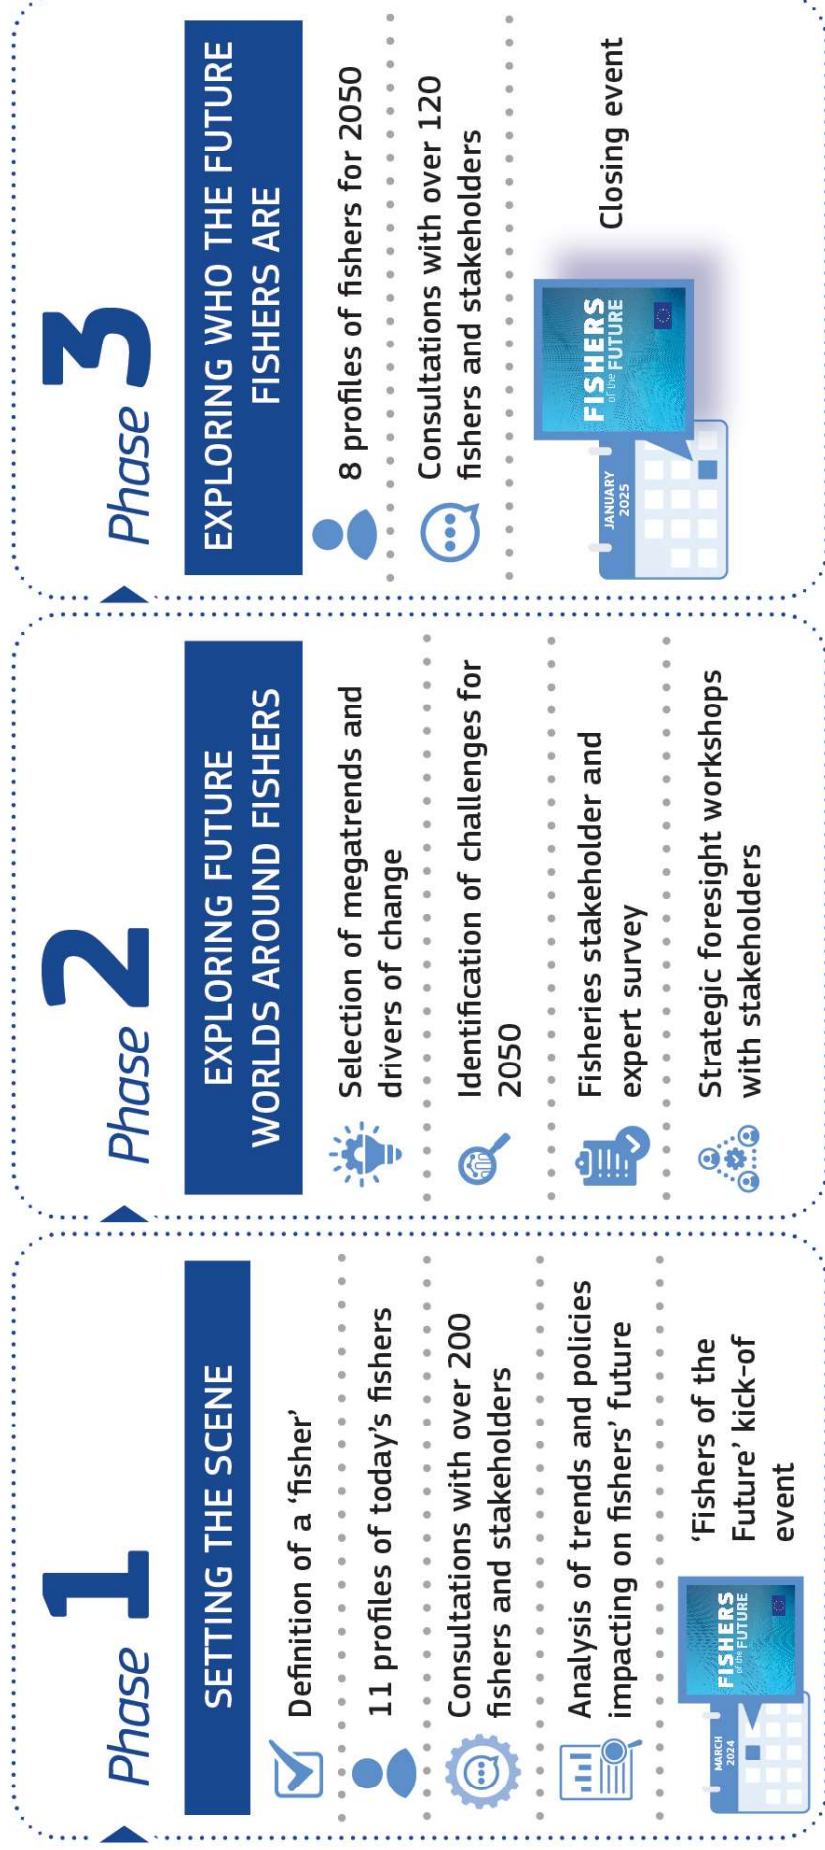 Phase 1
SETTING THE SCENE
Definition of a ‘fisher’
11 profiles of today’s fishers
Consultations with over 200
fishers and stakeholders
Analysis of trends and policies
impacting on fishers’ future
MARCH
2024
FISHERS
of the FUTURE
‘Fishers of the
Future’ kick-of
event
Phase 2
EXPLORING FUTURE
WORLDS AROUND FISHERS
Selection of megatrends and
drivers of change
Identification of challenges for
2050
Fisheries stakeholder and
expert survey
Strategic foresight workshops
with stakeholders
Phase 3
EXPLORING WHO THE FUTURE
FISHERS ARE
8 profiles of fishers for 2050
Consultations with over 120
fishers and stakeholders
JANUARY
2025
FISHERS
of the FUTURE
Closing event